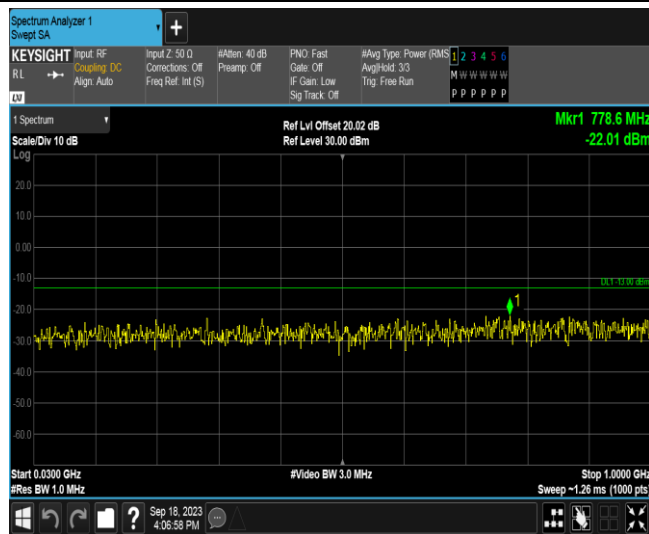 Spectrum Analyzer 1
Swept SA
+
KEYSIGHT
RL
LXI
Input: RF
Coupling: DC
Align: Auto
Input Z: 50 Ω
Corrections: Off
Freq Ref: Int (S)
#Atten: 40 dB
Preamp: Off
PNO: Fast
Gate: Off
IF Gain: Low
Sig Track: Off
#Avg Type: Power (RMS
Avg|Hold: 3/3
Trig: Free Run
1 2 3 4 5 6
M W W W W W
P P P P P P
1 Spectrum
Scale/Div 10 dB
Ref Lvl Offset 20.02 dB
Ref Level 30.00 dBm
Mkr1 778.6 MHz
-22.01 dBm
Log
20.0
10.0
0.00
-10.0
DL1 -13.00 dBm
1
-20.0
-30.0
-40.0
-50.0
-60.0
Start 0.0300 GHz
#Video BW 3.0 MHz
Stop 1.0000 GHz
#Res BW 1.0 MHz
Sweep ~1.26 ms (1000 pts)
?
Sep 18, 2023
4:06:58 PM